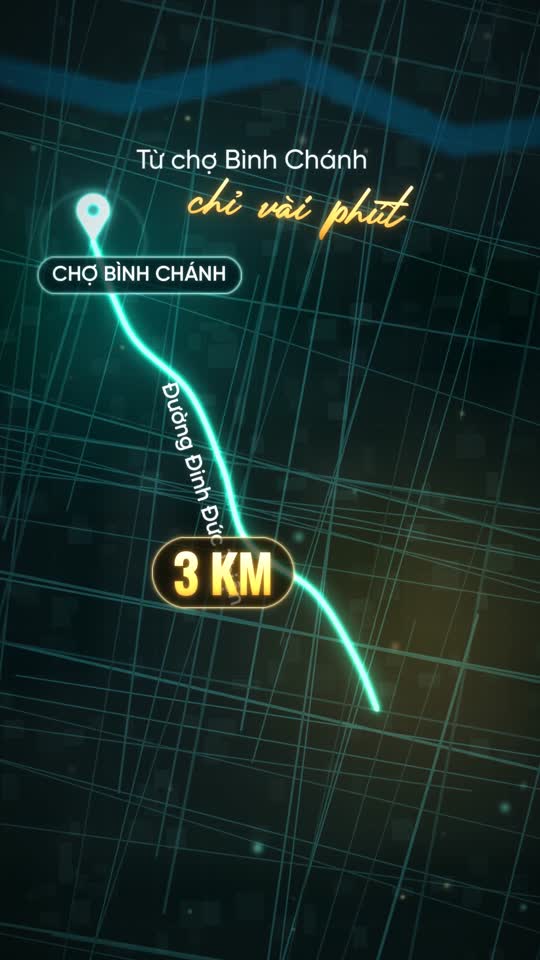 Từ chợ Bình Chánh
chỉ vài phút
CHỢ BÌNH CHÁNH
Đường Đinh Đức
3 KM